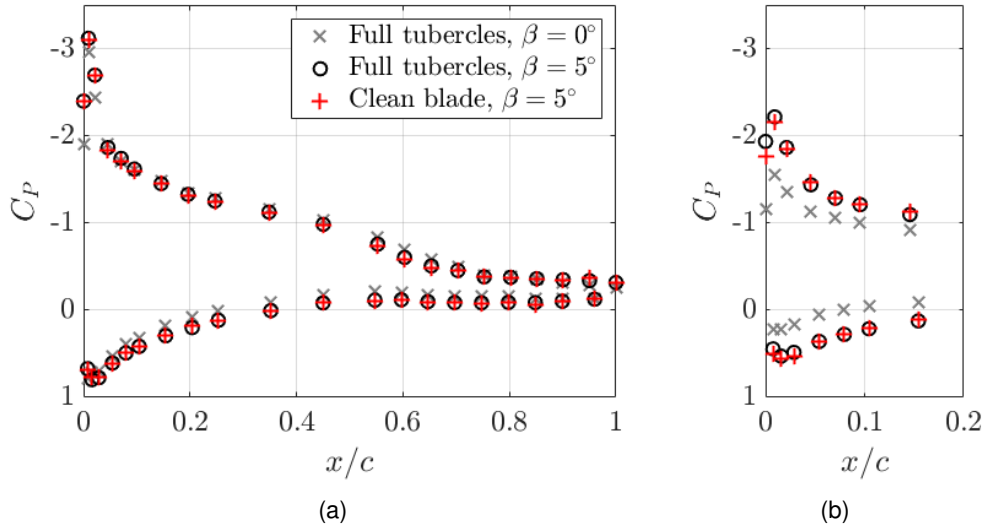 Full tubercles, β = 0°
Full tubercles, β = 5°
Clean blade, β = 5°
-3
-2
-1
0
1
C_P
0 0.2 0.4 0.6 0.8 1
x/c
(a)
-3
-2
-1
0
1
C_P
0 0.1 0.2
x/c
(b)